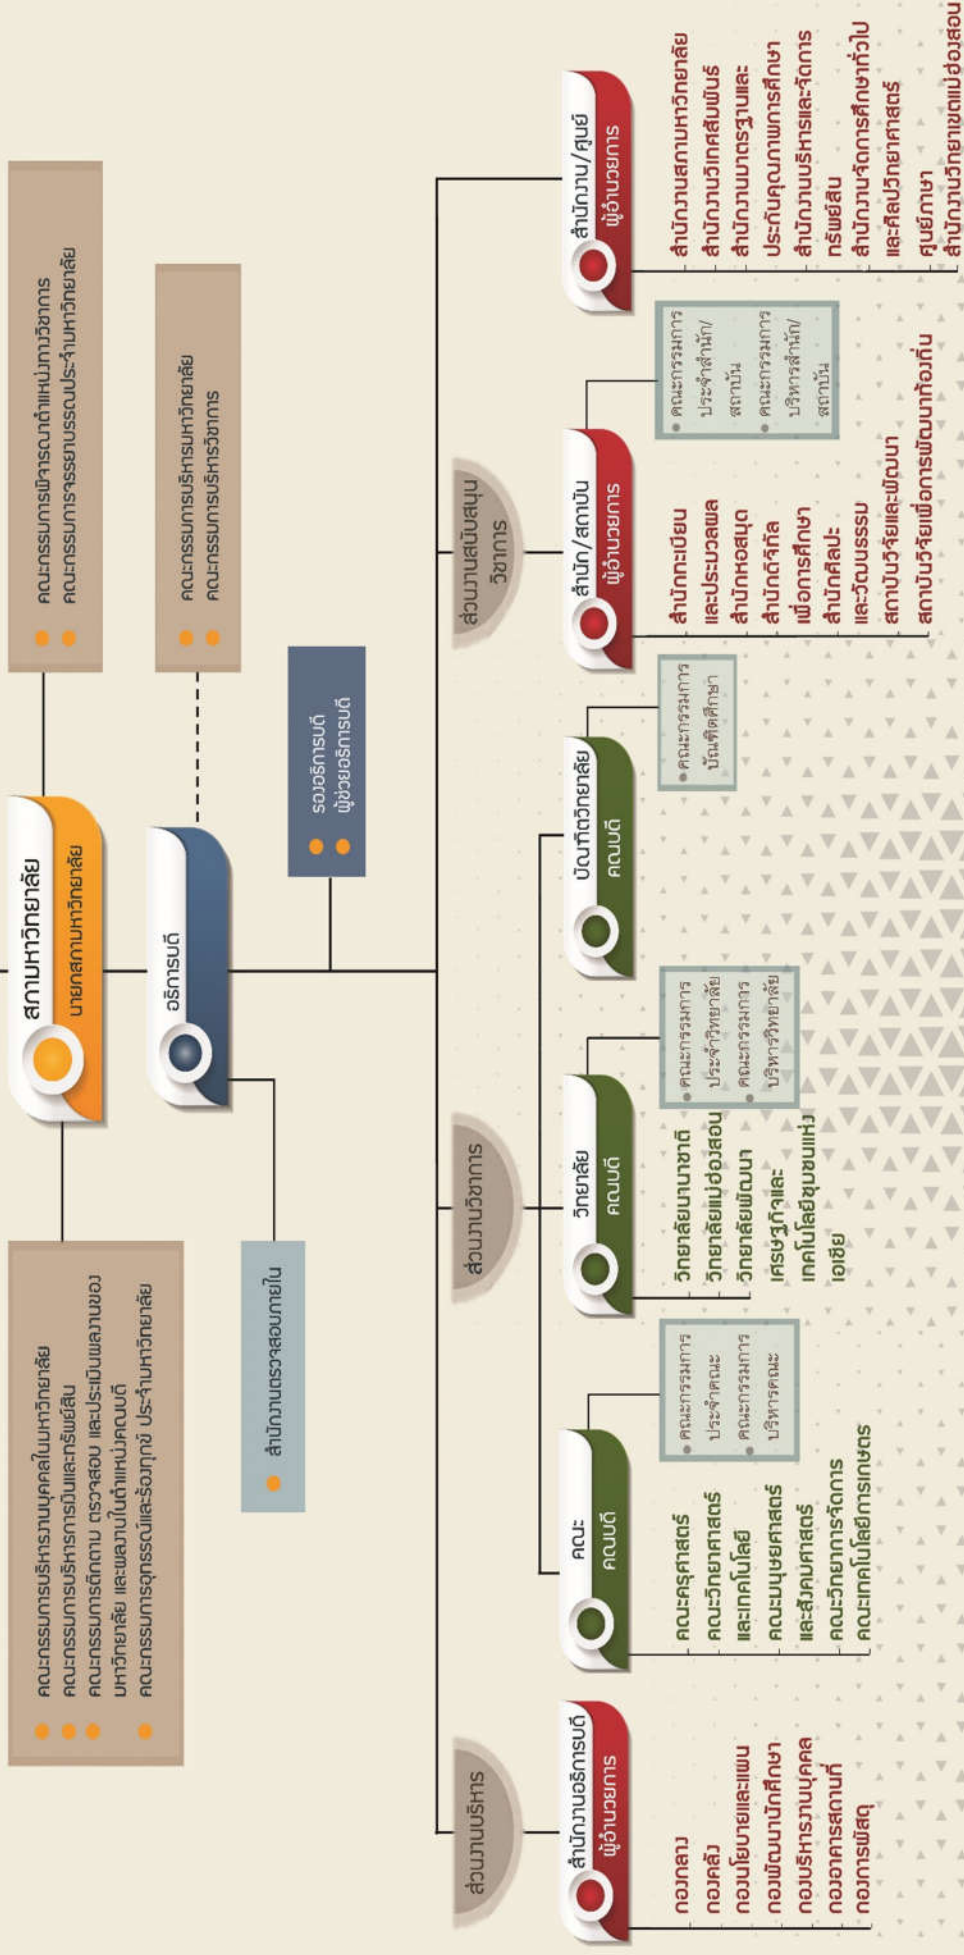 สภามหาวิทยาลัย
นายกสภามหาวิทยาลัย
คณะกรรมการบริหารงานบุคคลในมหาวิทยาลัย
คณะกรรมการบริหารการเงินและทรัพย์สิน
คณะกรรมการติดตาม ตรวจสอบ และประเมินผลงานของ
มหาวิทยาลัย และผลงานในตำแหน่งคณบดี
คณะกรรมการอุทธรณ์และร้องทุกข์ ประจำมหาวิทยาลัย
คณะกรรมการพิจารณาตำแหน่งทางวิชาการ
คณะกรรมการจรรยาบรรณประจำมหาวิทยาลัย
อธิการบดี
คณะกรรมการบริหารมหาวิทยาลัย
คณะกรรมการบริหารวิชาการ
สำนักงานตรวจสอบภายใน
รองอธิการบดี
ผู้ช่วยอธิการบดี
ส่วนงานบริหาร
สำนักงานอธิการบดี
ผู้อำนวยการ
กองกลาง
กองคลัง
กองนโยบายและแผน
กองพัฒนานักศึกษา
กองบริหารงานบุคคล
กองอาคารสถานที่
กองการพัสดุ
ส่วนงานวิชาการ
คณะ
คณบดี
• คณะกรรมการ
ประจำคณะ
• คณะกรรมการ
บริหารคณะ
คณะครุศาสตร์
คณะวิทยาศาสตร์
และเทคโนโลยี
คณะมนุษยศาสตร์
และสังคมศาสตร์
คณะวิทยาการจัดการ
คณะเทคโนโลยีการเกษตร
วิทยาลัย
คณบดี
• คณะกรรมการ
ประจำวิทยาลัย
• คณะกรรมการ
บริหารวิทยาลัย
วิทยาลัยนานาชาติ
วิทยาลัยแม่ฮ่องสอน
วิทยาลัยพัฒนา
เศรษฐกิจและ
เทคโนโลยีชุมชนแห่ง
เอเชีย
บัณฑิตวิทยาลัย
คณบดี
• คณะกรรมการ
บัณฑิตศึกษา
ส่วนงานสนับสนุน
วิชาการ
สำนัก/สถาบัน
ผู้อำนวยการ
• คณะกรรมการ
ประจำสำนัก/
สถาบัน
• คณะกรรมการ
บริหารสำนัก/
สถาบัน
สำนักทะเบียน
และประมวลผล
สำนักหอสมุด
สำนักดิจิทัล
เพื่อการศึกษา
สำนักศิลปะ
และวัฒนธรรม
สถาบันวิจัยและพัฒนา
สถาบันวิจัยเพื่อการพัฒนาท้องถิ่น
สำนักงาน/ศูนย์
ผู้อำนวยการ
สำนักงานสภามหาวิทยาลัย
สำนักงานวิเทศสัมพันธ์
สำนักงานมาตรฐานและ
ประกันคุณภาพการศึกษา
สำนักงานบริหารและจัดการ
ทรัพย์สิน
สำนักงานจัดการศึกษาทั่วไป
และศิลปวิทยาศาสตร์
ศูนย์ภาษา
สำนักงานวิทยาเขตแม่ฮ่องสอน